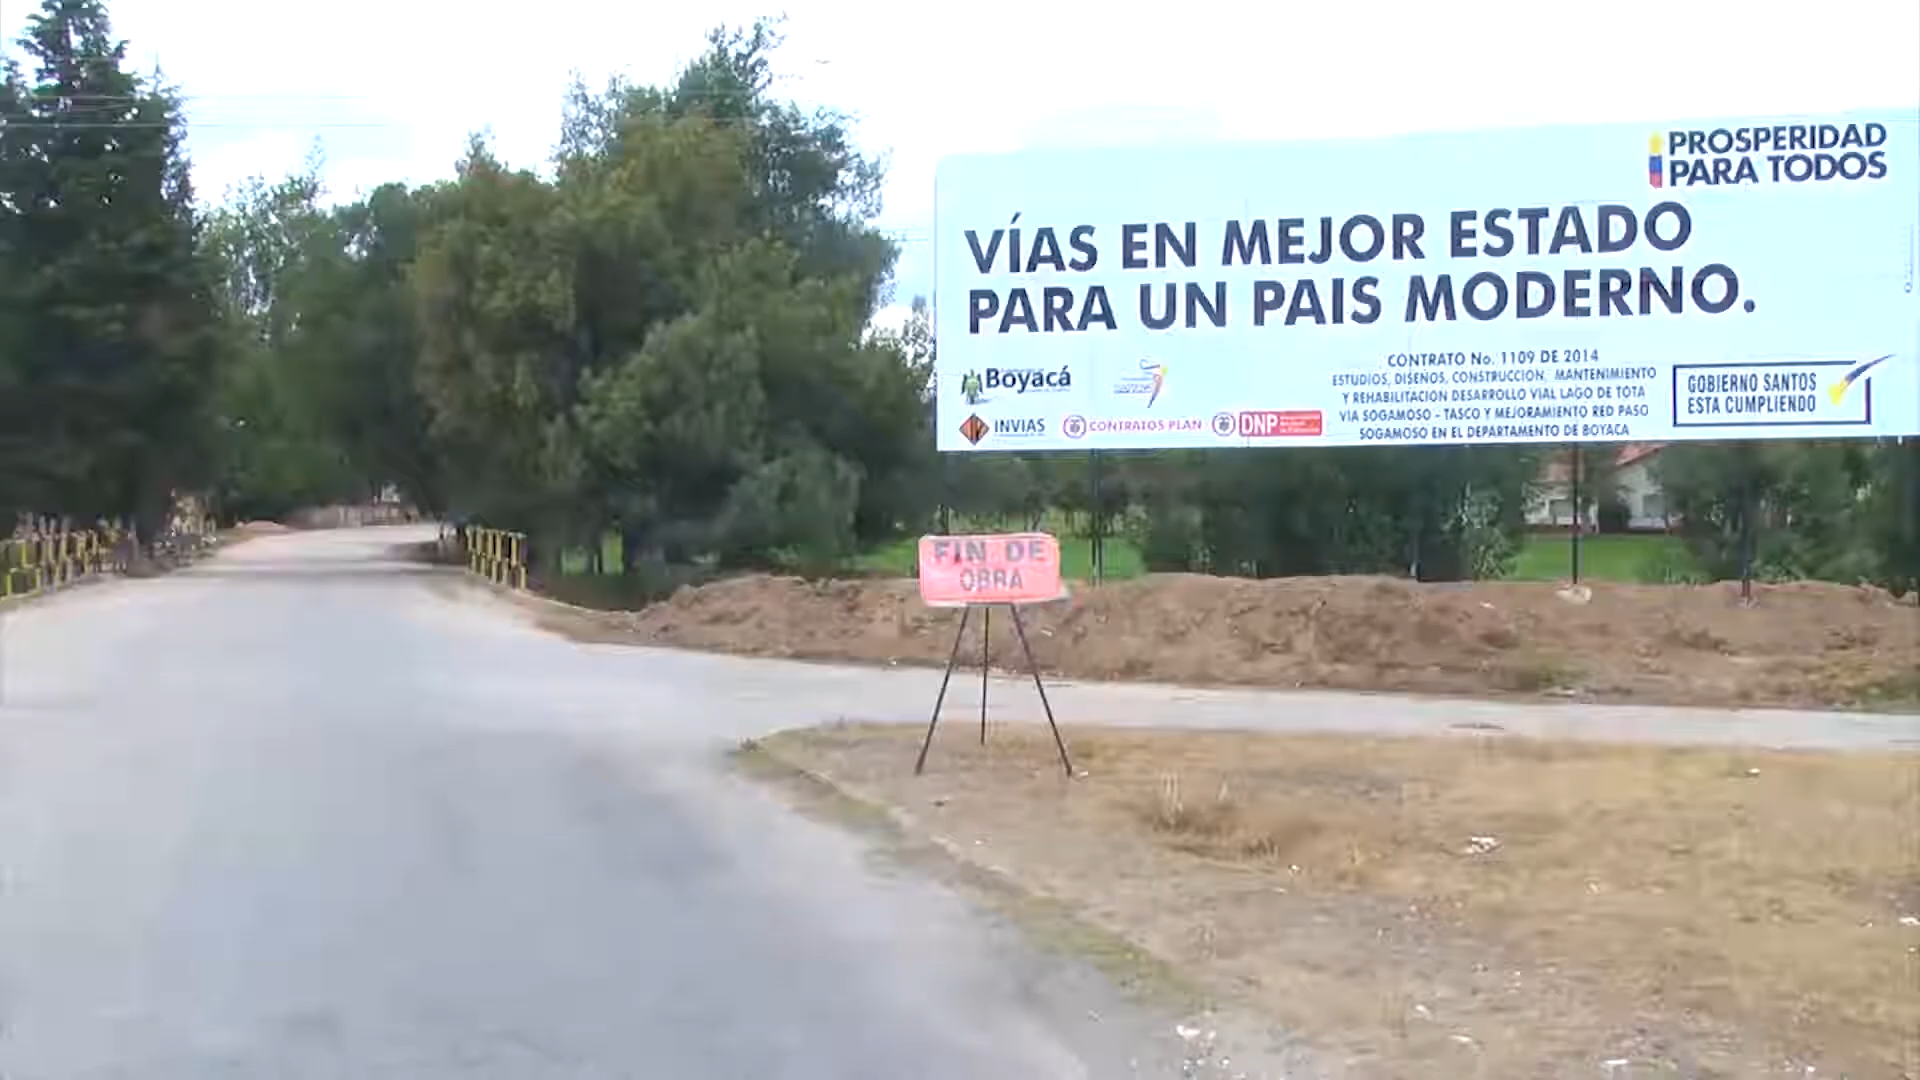 PROSPERIDAD
PARA TODOS
VÍAS EN MEJOR ESTADO
PARA UN PAIS MODERNO.
CONTRATO No. 1109 DE 2014
ESTUDIOS, DISEÑOS, CONSTRUCCION, MANTENIMIENTO
Y REHABILITACION DESARROLLO VIAL LAGO DE TOTA
VIA SOGAMOSO - TASCO Y MEJORAMIENTO RED PASO
SOGAMOSO EN EL DEPARTAMENTO DE BOYACA
Boyacá
INVIAS
CONTRATOS PLAN
DNP
GOBIERNO SANTOS
ESTA CUMPLIENDO
FIN DE
OBRA